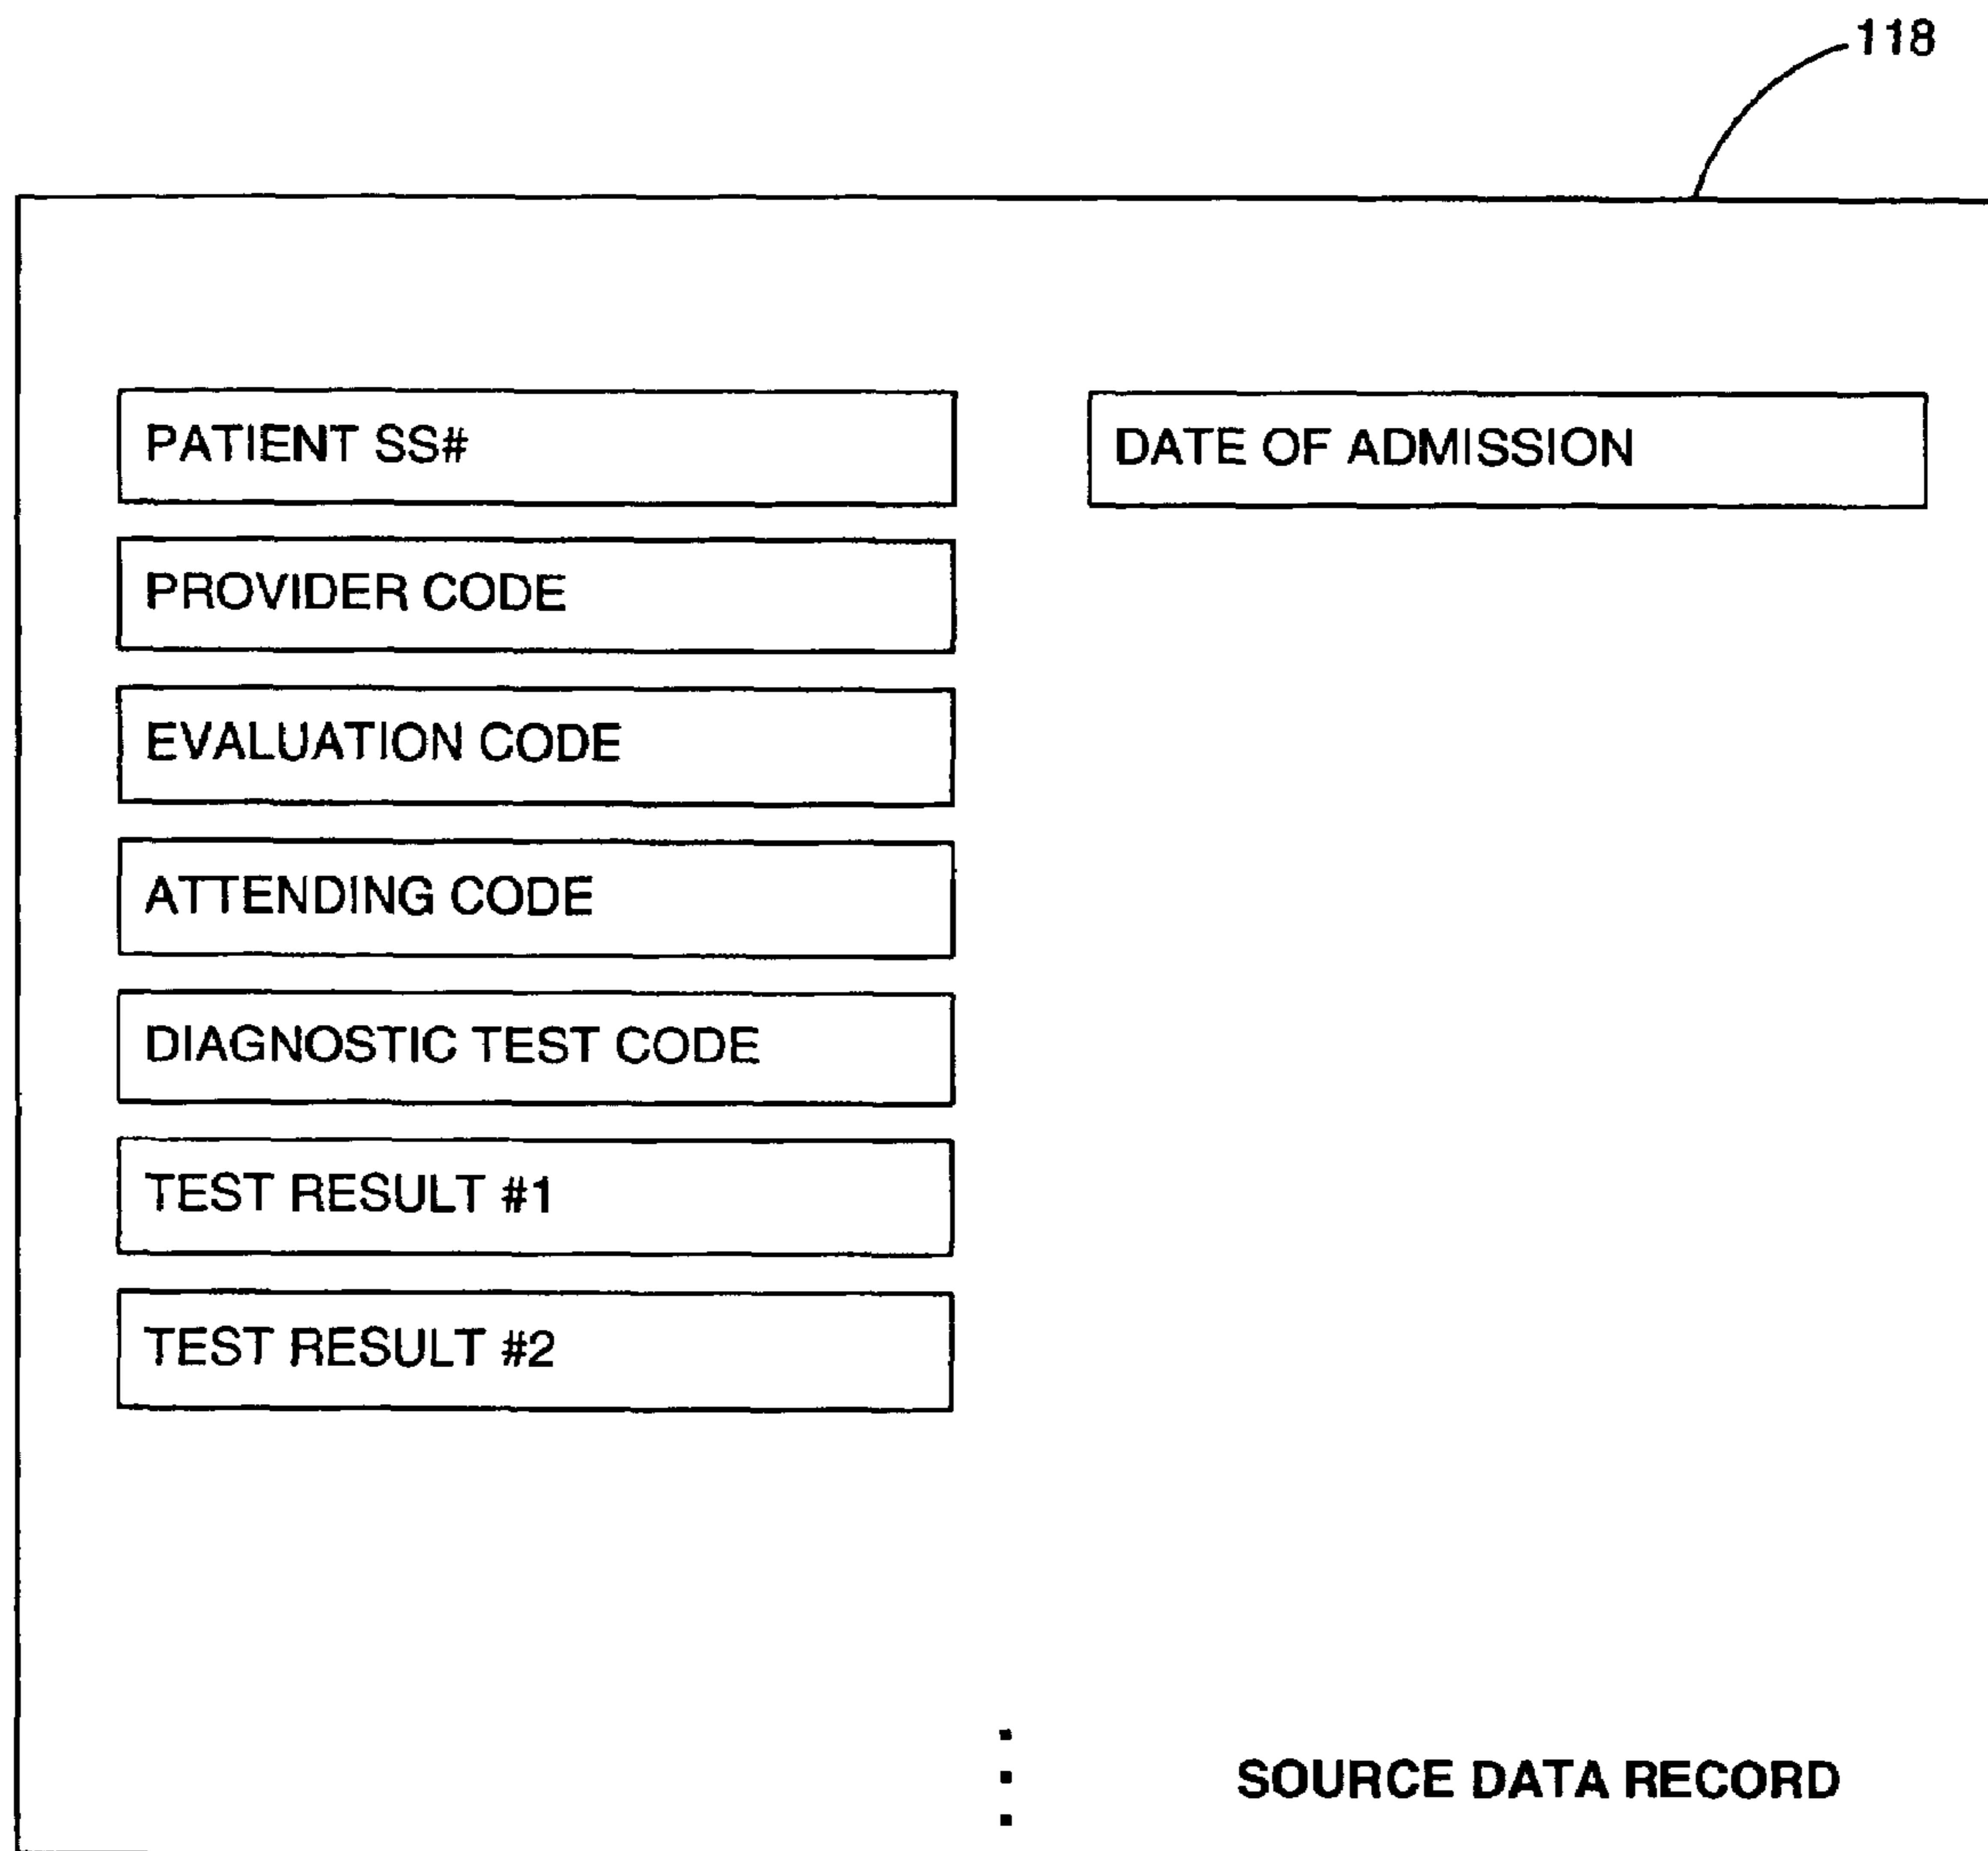 118
PATIENT SS#
DATE OF ADMISSION
PROVIDER CODE
EVALUATION CODE
ATTENDING CODE
DIAGNOSTIC TEST CODE
TEST RESULT #1
TEST RESULT #2
SOURCE DATA RECORD